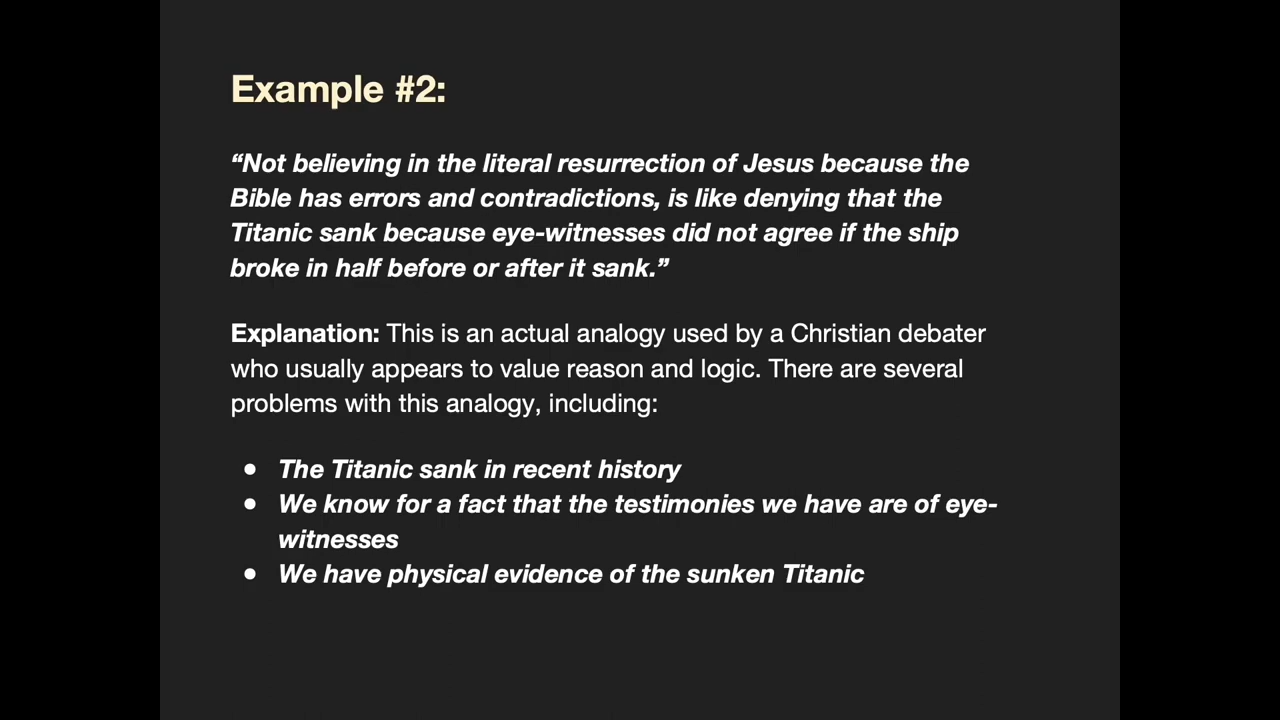 Example #2:
“Not believing in the literal resurrection of Jesus because the
Bible has errors and contradictions, is like denying that the
Titanic sank because eye-witnesses did not agree if the ship
broke in half before or after it sank.”
Explanation: This is an actual analogy used by a Christian debater
who usually appears to value reason and logic. There are several
problems with this analogy, including:
● The Titanic sank in recent history
● We know for a fact that the testimonies we have are of eye-
witnesses
● We have physical evidence of the sunken Titanic